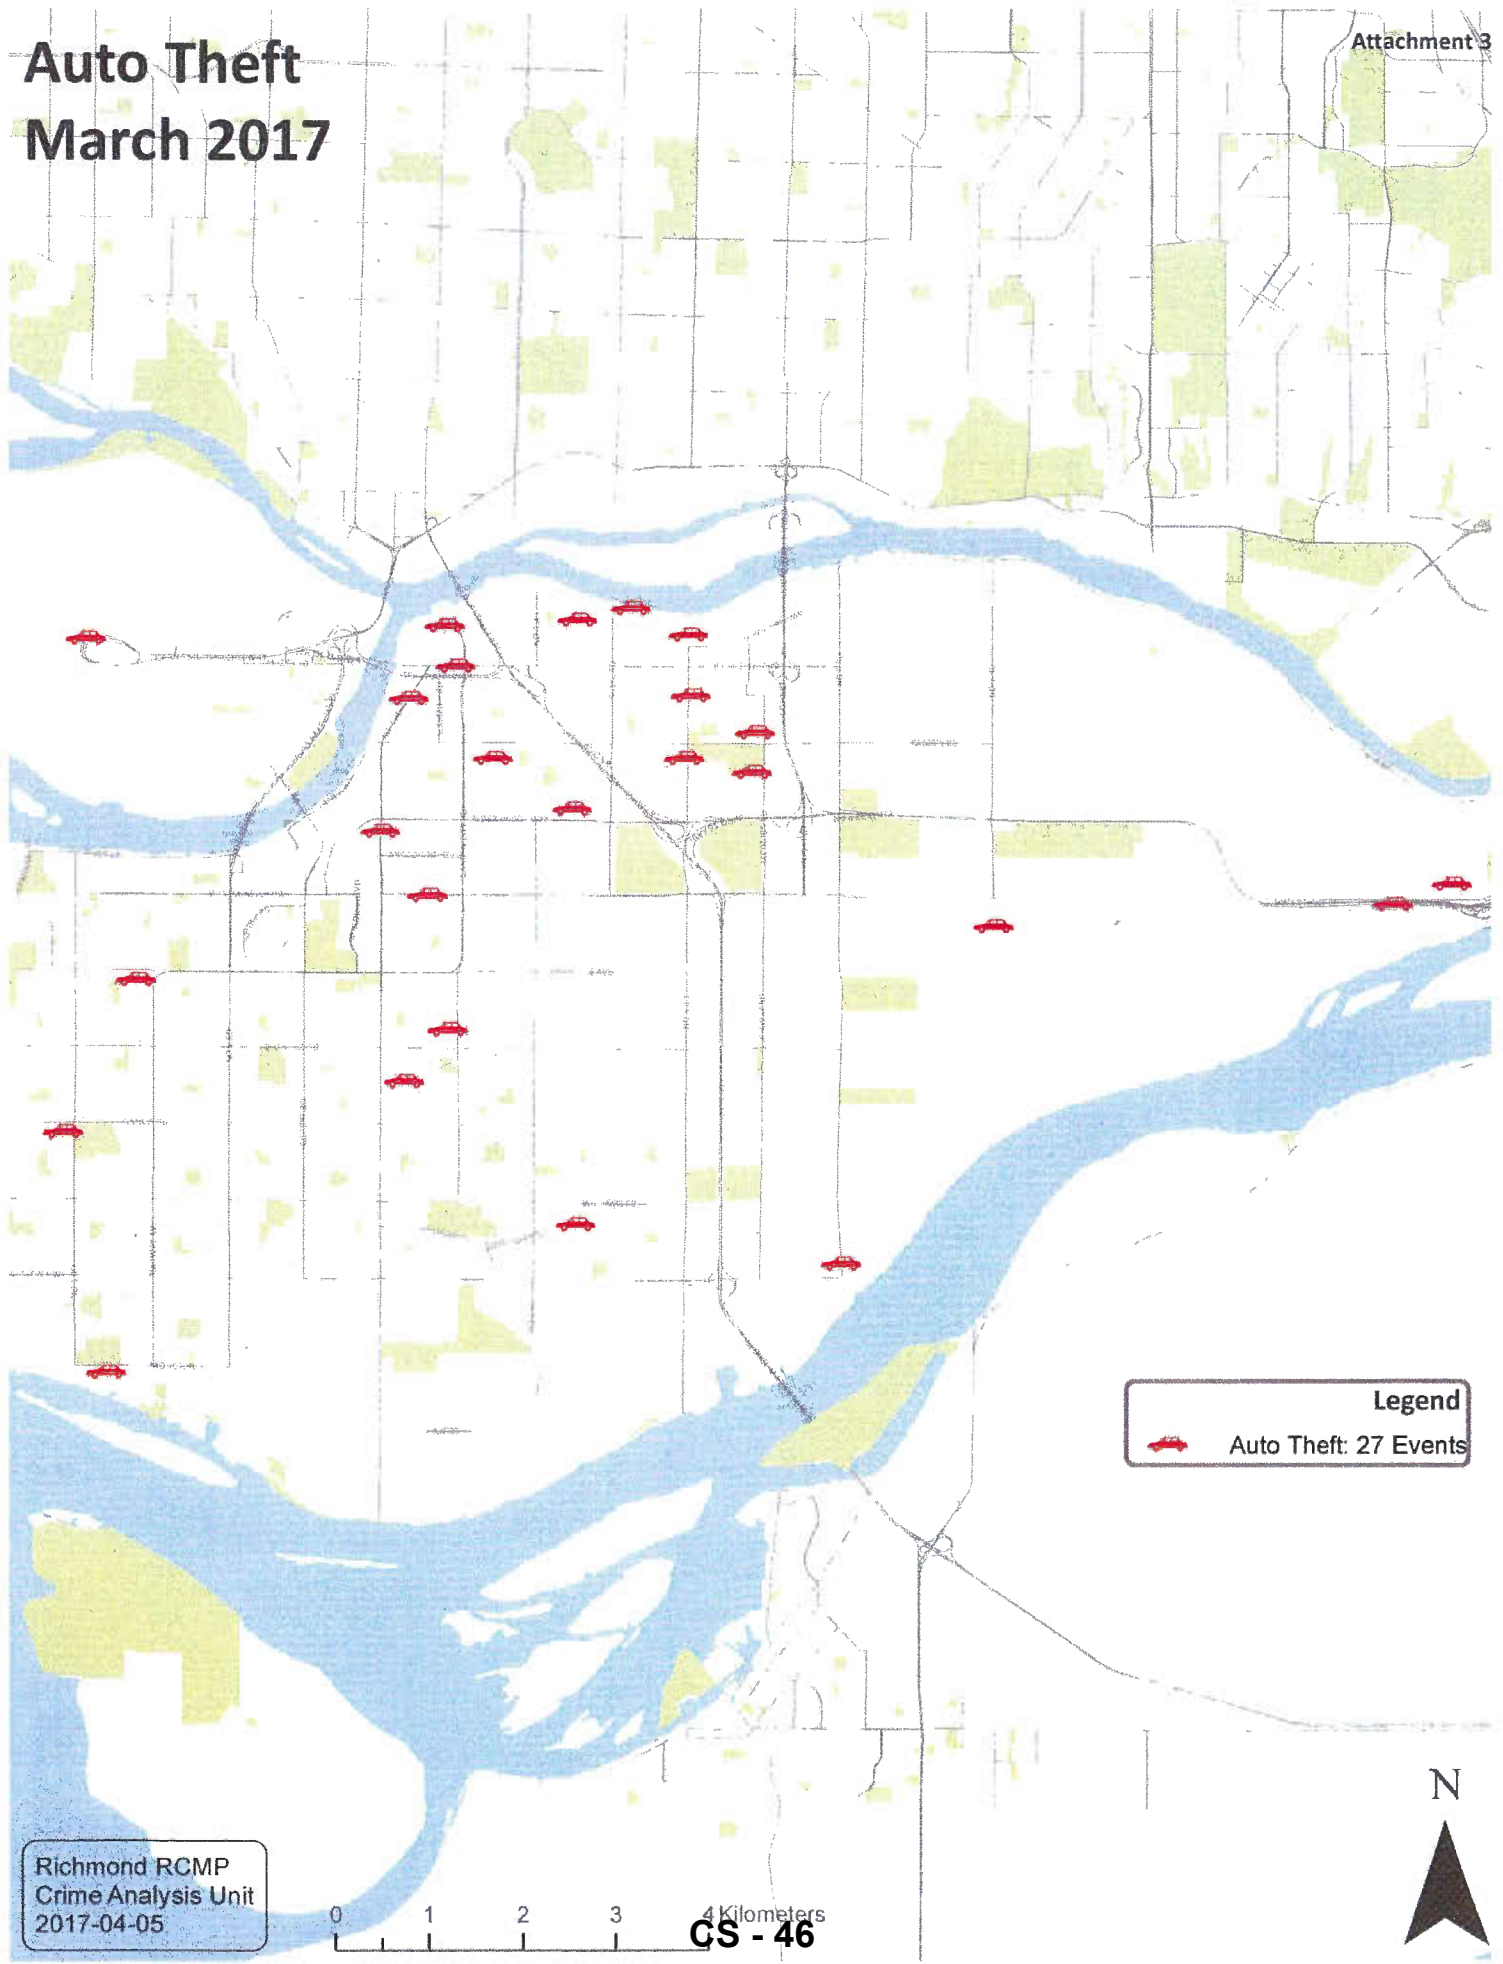 Auto Theft
March 2017
Attachment 3
Legend
Auto Theft: 27 Events
N
Richmond RCMP
Crime Analysis Unit
2017-04-05
0 1 2 3 4 Kilometers
CS - 46